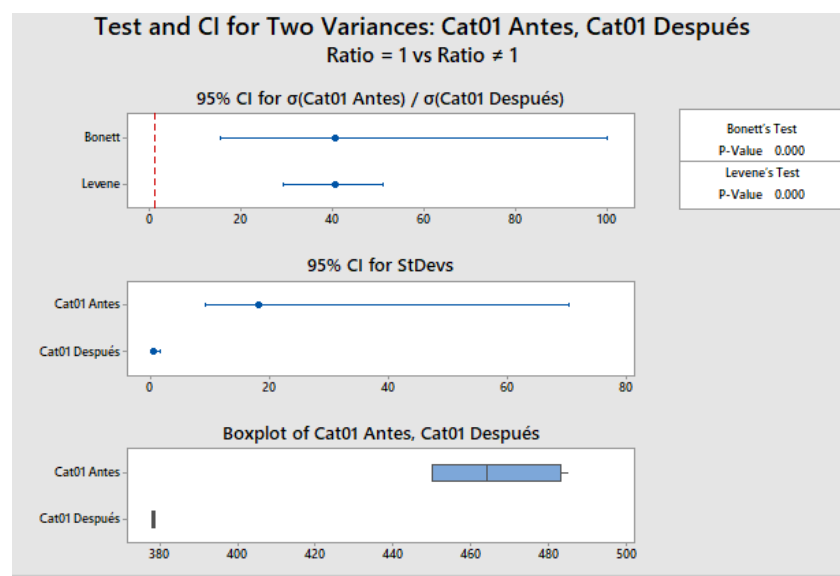 Test and CI for Two Variances: Cat01 Antes, Cat01 Después
Ratio = 1 vs Ratio ≠ 1
95% CI for σ(Cat01 Antes) / σ(Cat01 Después)
Bonett
Levene
0 20 40 60 80 100
Bonett's Test
P-Value 0.000
Levene's Test
P-Value 0.000
95% CI for StDevs
Cat01 Antes
Cat01 Después
0 20 40 60 80
Boxplot of Cat01 Antes, Cat01 Después
Cat01 Antes
Cat01 Después
380 400 420 440 460 480 500